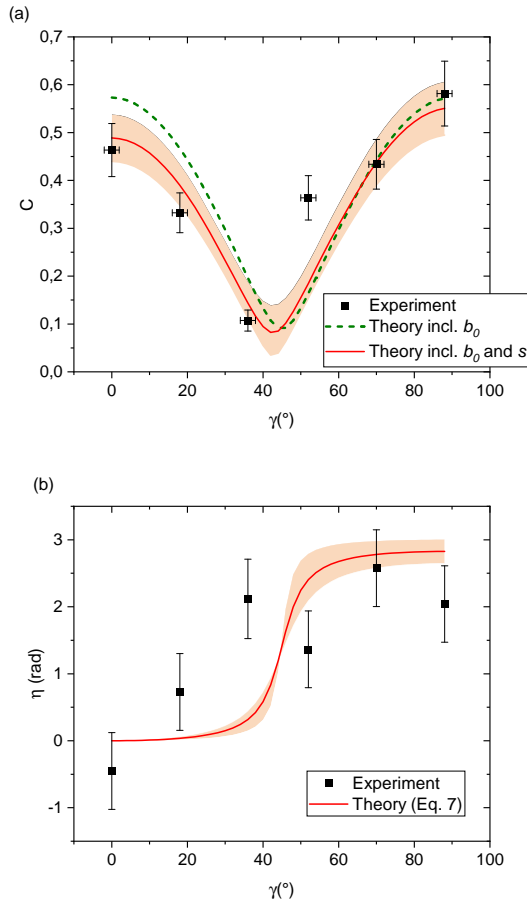 (a)
0,7
0,6
0,5
0,4
0,3
0,2
0,1
0,0
C
0 20 40 60 80 100
γ(°)
Experiment
Theory incl. b₀
Theory incl. b₀ and s
(b)
3
2
1
0
-1
η (rad)
0 20 40 60 80 100
γ(°)
Experiment
Theory (Eq. 7)